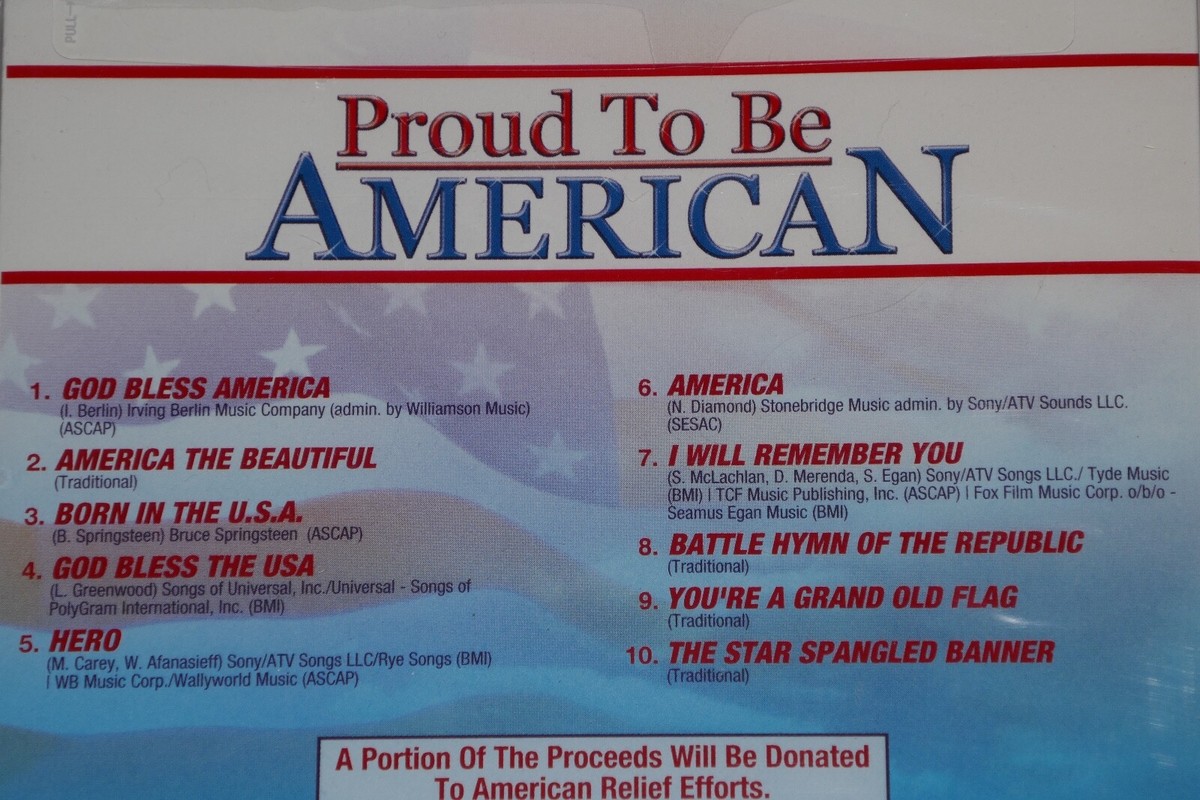 PULL
Proud To Be
AMERICAN
1. GOD BLESS AMERICA
(I. Berlin) Irving Berlin Music Company (admin. by Williamson Music)
(ASCAP)
2. AMERICA THE BEAUTIFUL
(Traditional)
3. BORN IN THE U.S.A.
(B. Springsteen) Bruce Springsteen (ASCAP)
4. GOD BLESS THE USA
(L. Greenwood) Songs of Universal, Inc./Universal - Songs of
PolyGram International, Inc. (BMI)
5. HERO
(M. Carey, W. Afanasieff) Sony/ATV Songs LLC/Rye Songs (BMI)
| WB Music Corp./Wallyworld Music (ASCAP)
6. AMERICA
(N. Diamond) Stonebridge Music admin. by Sony/ATV Sounds LLC.
(SESAC)
7. I WILL REMEMBER YOU
(S. McLachlan, D. Merenda, S. Egan) Sony/ATV Songs LLC./ Tyde Music
(BMI) | TCF Music Publishing, Inc. (ASCAP) | Fox Film Music Corp. o/b/o -
Seamus Egan Music (BMI)
8. BATTLE HYMN OF THE REPUBLIC
(Traditional)
9. YOU'RE A GRAND OLD FLAG
(Traditional)
10. THE STAR SPANGLED BANNER
(Traditional)
A Portion Of The Proceeds Will Be Donated
To American Relief Efforts.